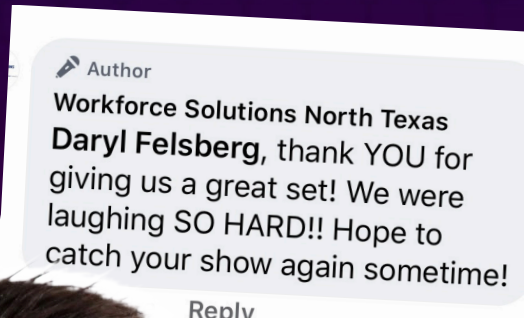 Author
Workforce Solutions North Texas
Daryl Felsberg, thank YOU for
giving us a great set! We were
laughing SO HARD!! Hope to
catch your show again sometime!
Reply